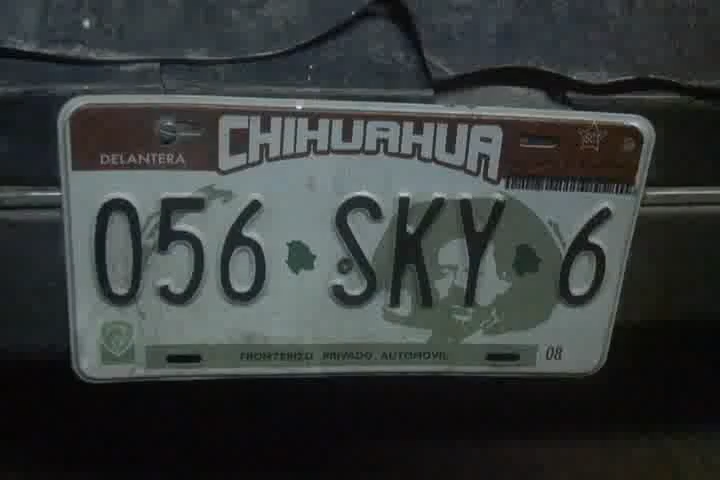 CHIHUAHUA
DELANTERA
056 SKY 6
FRONTERIZO PRIVADO AUTOMOVIL
08